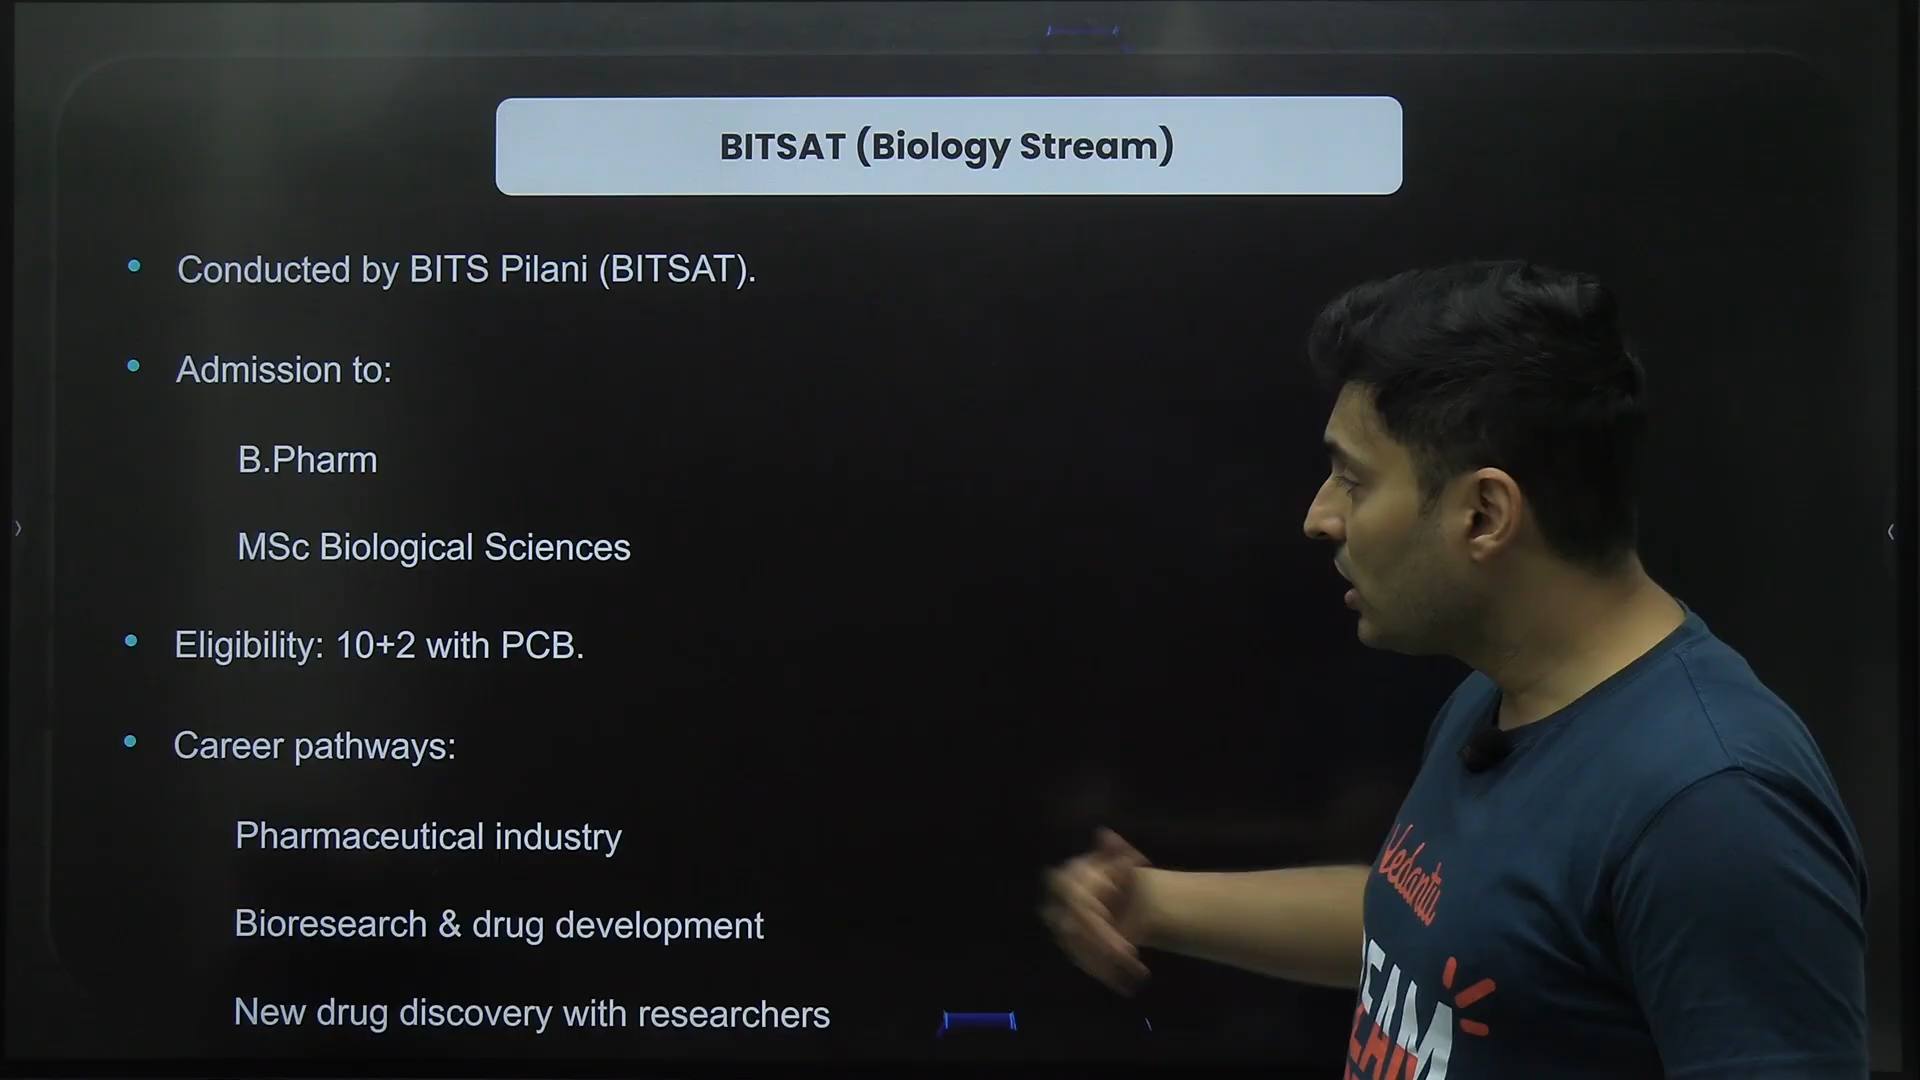 BITSAT (Biology Stream)
Conducted by BITS Pilani (BITSAT).
Admission to:
B.Pharm
MSc Biological Sciences
Eligibility: 10+2 with PCB.
Career pathways:
Pharmaceutical industry
Bioresearch & drug development
New drug discovery with researchers
Vedantu